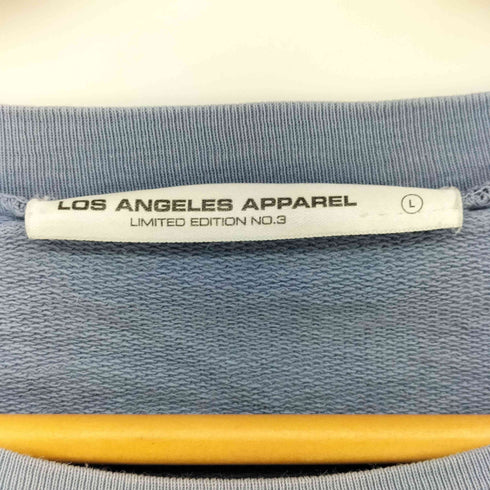 LOS ANGELES APPAREL
LIMITED EDITION NO.3
L